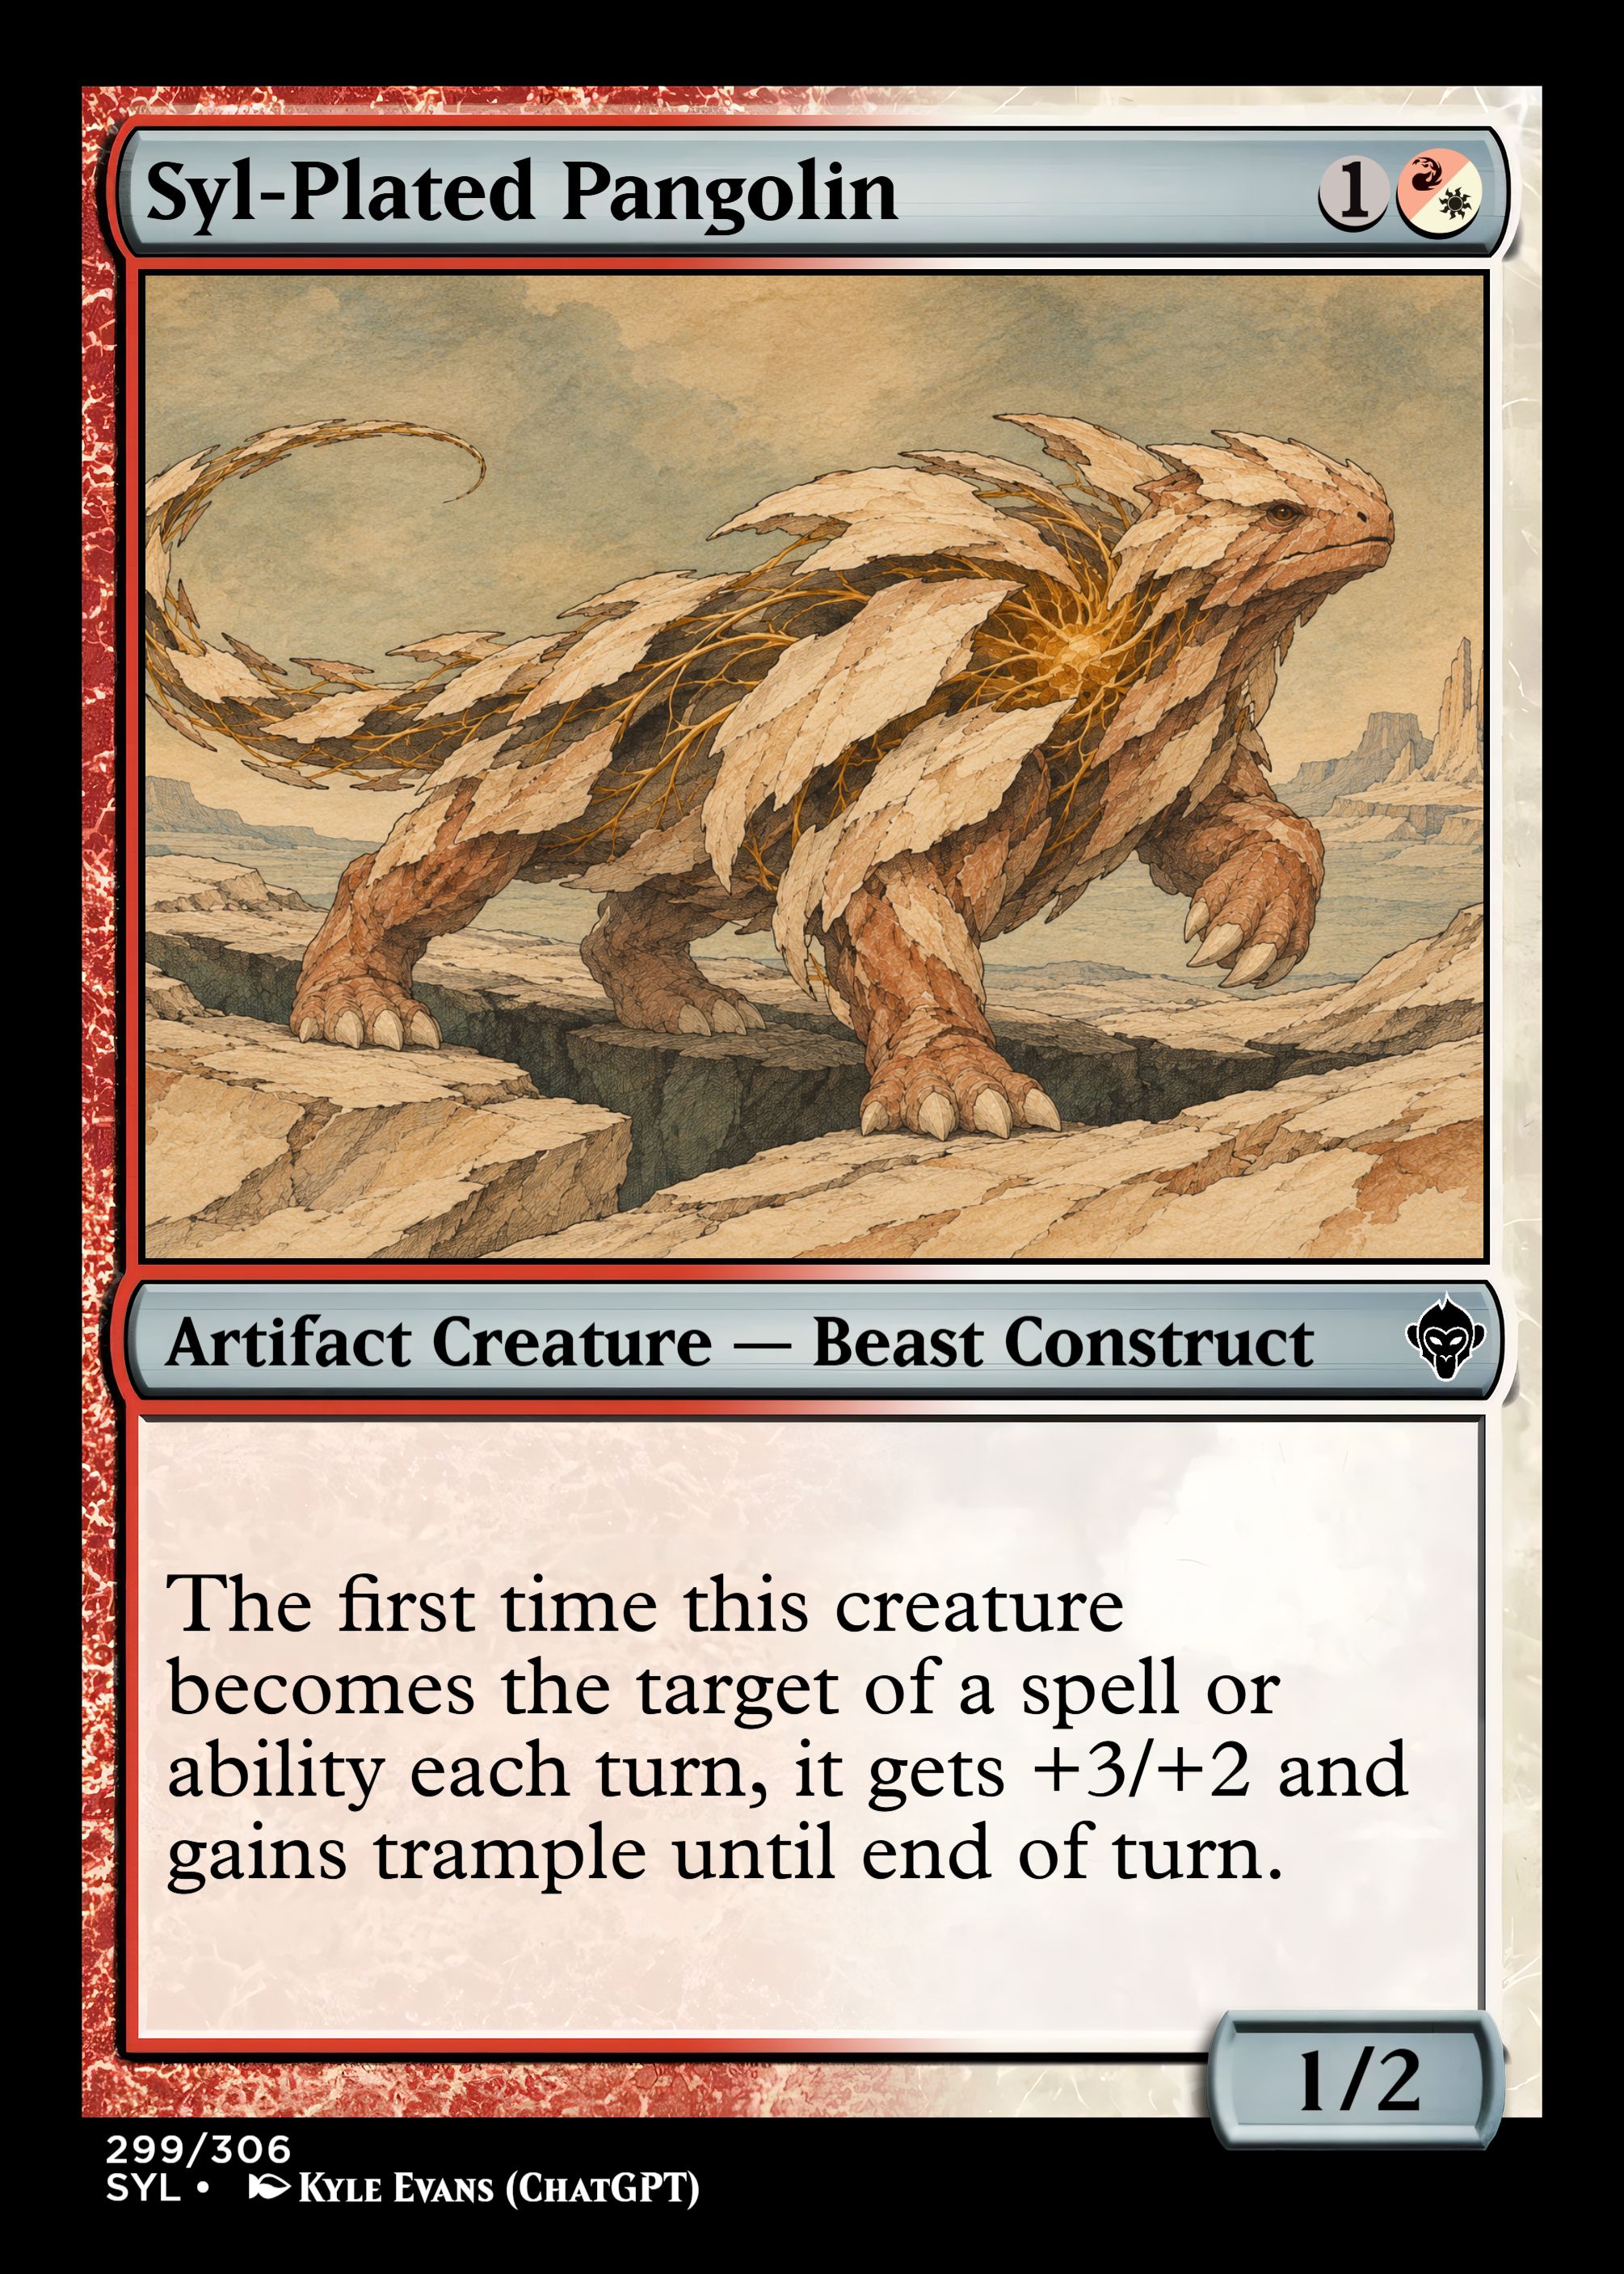 Syl-Plated Pangolin 1
Artifact Creature — Beast Construct
The first time this creature
becomes the target of a spell or
ability each turn, it gets +3/+2 and
gains trample until end of turn.
1/2
299/306
SYL • Kyle Evans (ChatGPT)